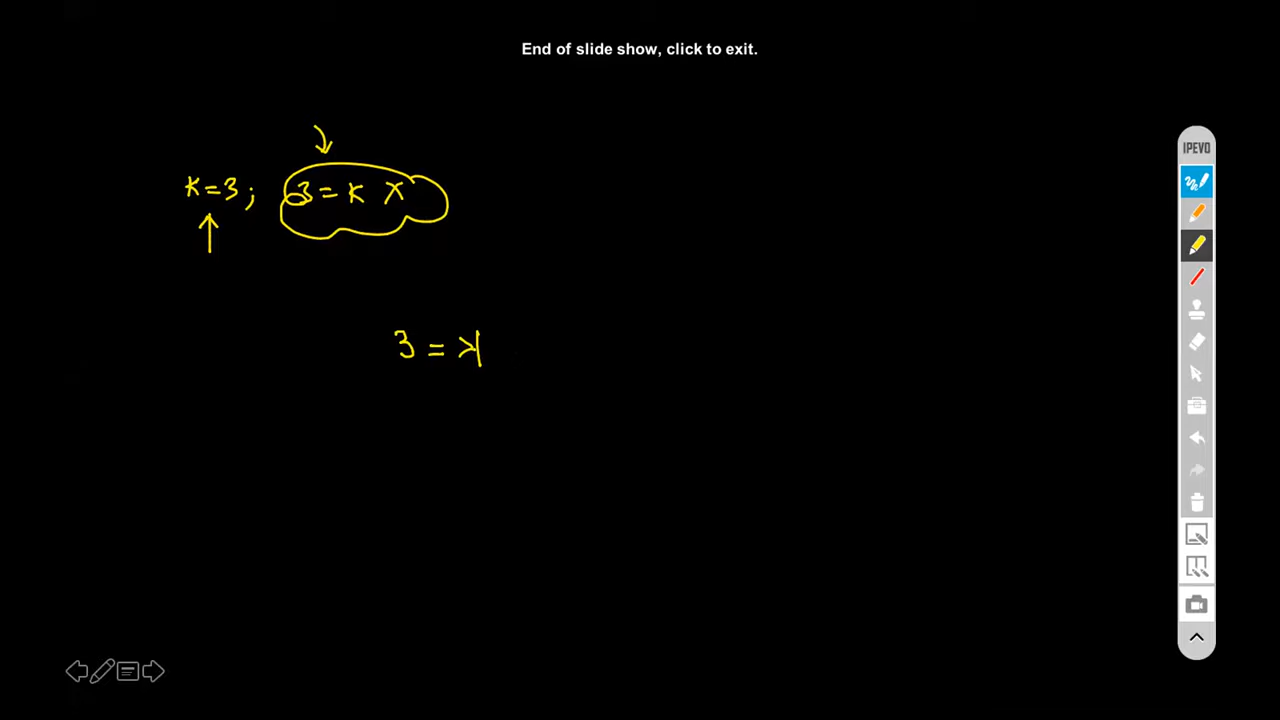 End of slide show, click to exit.
IPEVO
K=3; 3=K X
3 =